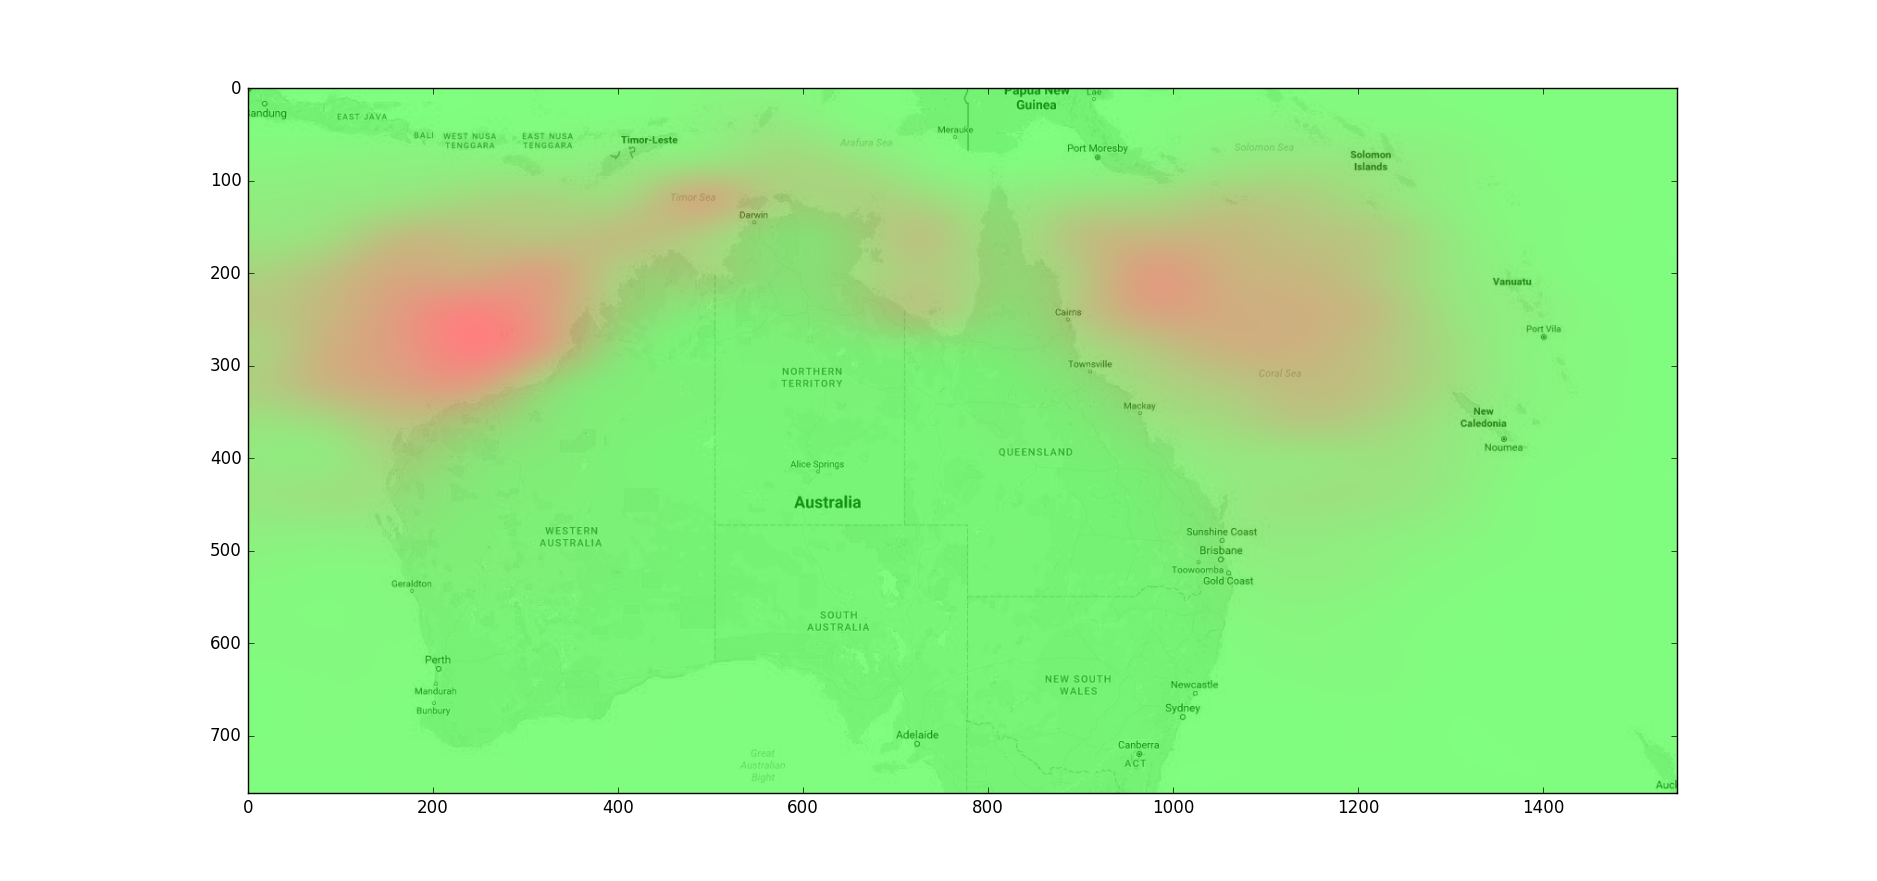 0
Papua New
Guinea
Lae
andung
EAST JAVA
BALI
WEST NUSA
TENGGARA
EAST NUSA
TENGGARA
Timor-Leste
Arafura Sea
Merauke
Port Moresby
Solomon Sea
Solomon
Islands
100
Timor Sea
Darwin
200
Vanuatu
Cairns
Port Vila
300
Townsville
NORTHERN
TERRITORY
Coral Sea
Mackay
New
Caledonia
Noumea
400
QUEENSLAND
Alice Springs
Australia
WESTERN
AUSTRALIA
Sunshine Coast
Brisbane
500
Toowoomba
Gold Coast
Geraldton
SOUTH
AUSTRALIA
600
Perth
Mandurah
Bunbury
NEW SOUTH
WALES
Newcastle
Sydney
700
Adelaide
Canberra
ACT
Great
Australian
Bight
Auckl
0
200
400
600
800
1000
1200
1400